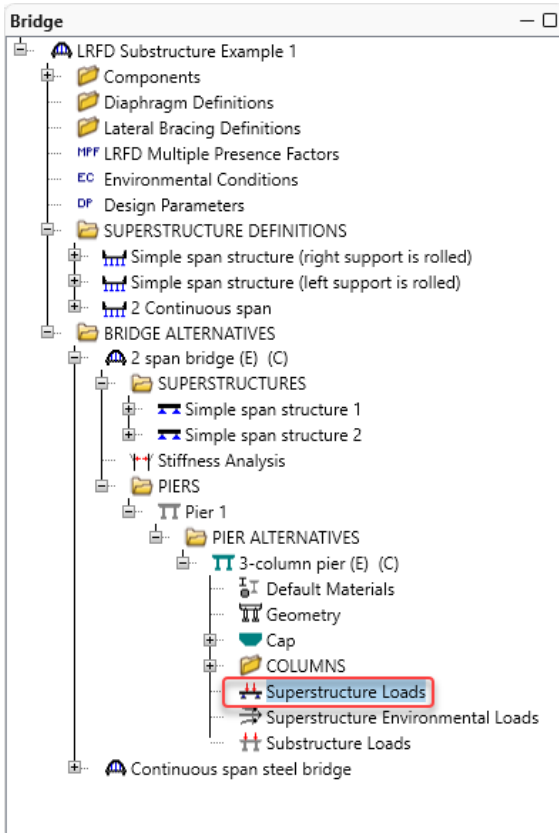 Bridge
LRFD Substructure Example 1
Components
Diaphragm Definitions
Lateral Bracing Definitions
MPF LRFD Multiple Presence Factors
EC Environmental Conditions
DP Design Parameters
SUPERSTRUCTURE DEFINITIONS
Simple span structure (right support is rolled)
Simple span structure (left support is rolled)
2 Continuous span
BRIDGE ALTERNATIVES
2 span bridge (E) (C)
SUPERSTRUCTURES
Simple span structure 1
Simple span structure 2
Stiffness Analysis
PIERS
Pier 1
PIER ALTERNATIVES
3-column pier (E) (C)
Default Materials
Geometry
Cap
COLUMNS
Superstructure Loads
Superstructure Environmental Loads
Substructure Loads
Continuous span steel bridge